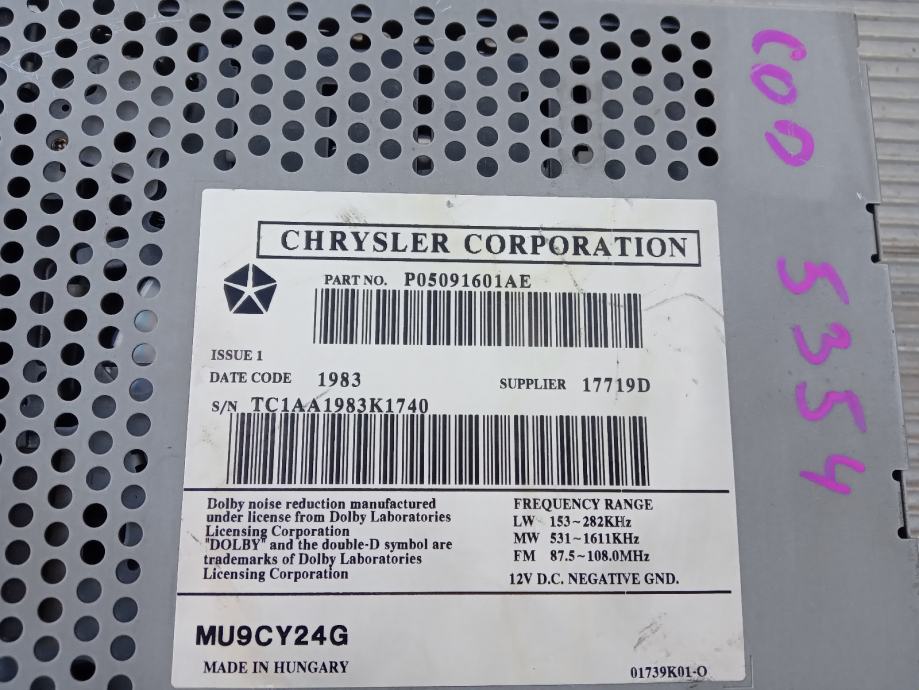 COD 5354
CHRYSLER CORPORATION
PART NO. P05091601AE
ISSUE 1
DATE CODE 1983
SUPPLIER 17719D
S/N TC1AA1983K1740
Dolby noise reduction manufactured
under license from Dolby Laboratories
Licensing Corporation
"DOLBY" and the double-D symbol are
trademarks of Dolby Laboratories
Licensing Corporation
FREQUENCY RANGE
LW 153~282KHz
MW 531~1611KHz
FM 87.5~108.0MHz
12V D.C. NEGATIVE GND.
MU9CY24G
MADE IN HUNGARY
01739K01-O